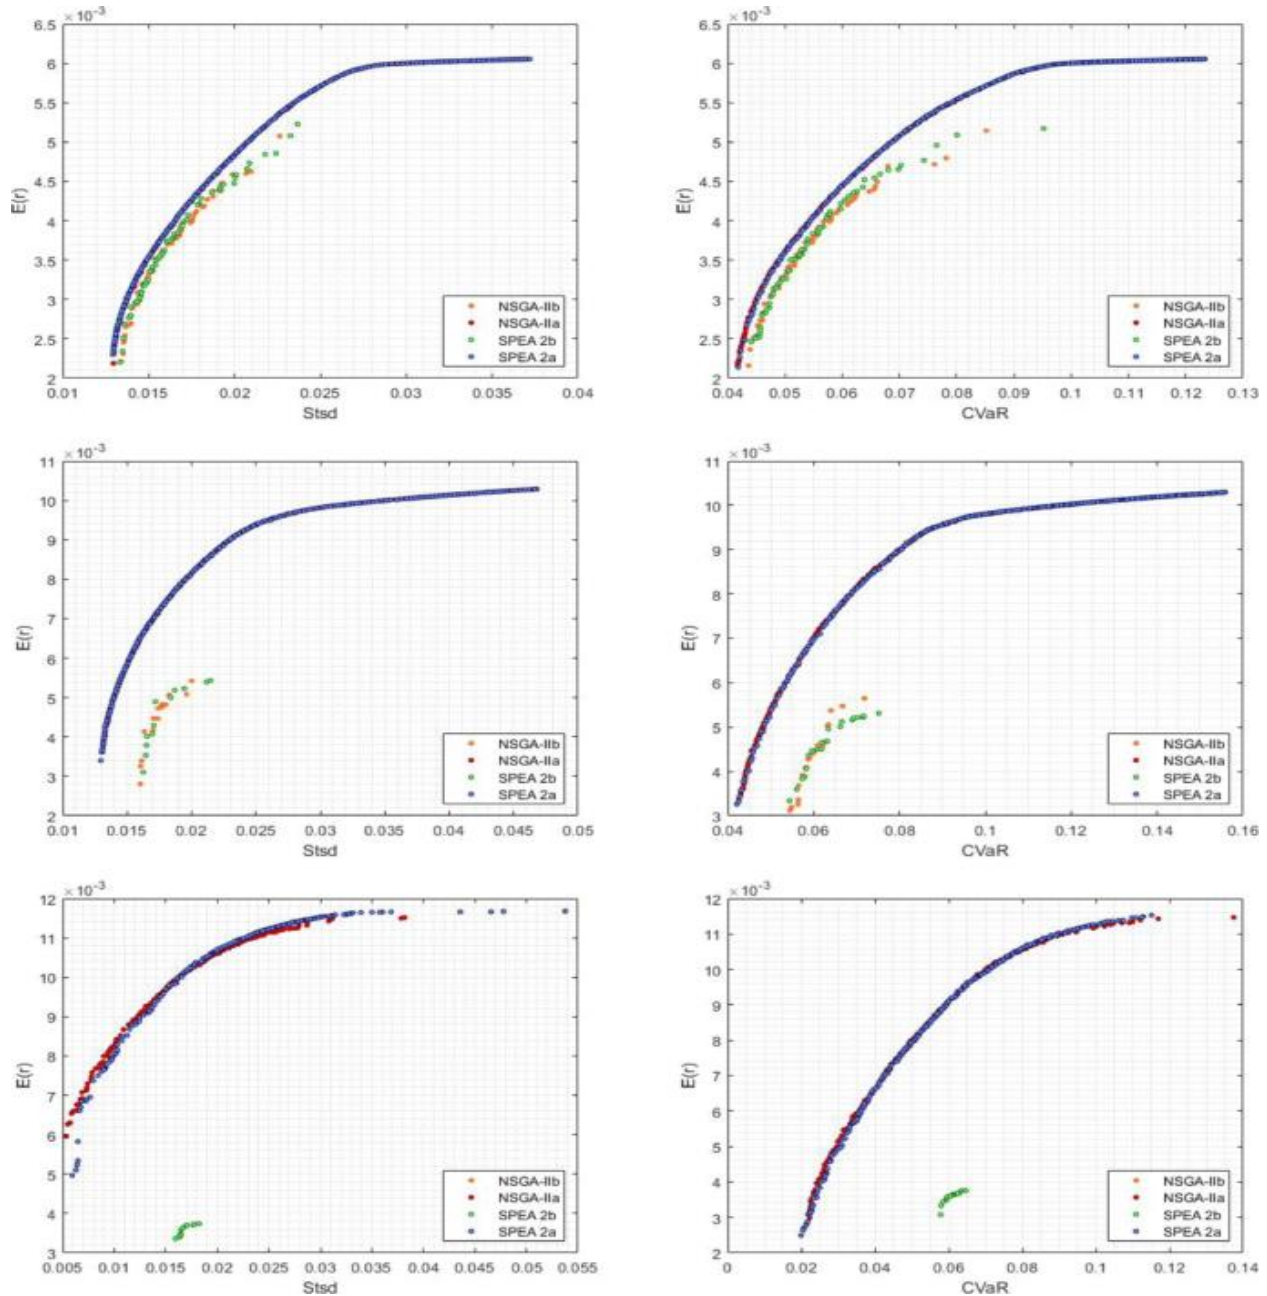 ×10⁻³
6.5
6
5.5
5
4.5
4
3.5
3
2.5
2
E(r)
0.01 0.015 0.02 0.025 0.03 0.035 0.04
Stsd
NSGA-IIb
NSGA-IIa
SPEA 2b
SPEA 2a
×10⁻³
6.5
6
5.5
5
4.5
4
3.5
3
2.5
2
E(r)
0.04 0.05 0.06 0.07 0.08 0.09 0.1 0.11 0.12 0.13
CVaR
NSGA-IIb
NSGA-IIa
SPEA 2b
SPEA 2a
×10⁻³
11
10
9
8
7
6
5
4
3
2
E(r)
0.01 0.015 0.02 0.025 0.03 0.035 0.04 0.045 0.05
Stsd
NSGA-IIb
NSGA-IIa
SPEA 2b
SPEA 2a
×10⁻³
11
10
9
8
7
6
5
4
3
E(r)
0.04 0.06 0.08 0.1 0.12 0.14 0.16
CVaR
NSGA-IIb
NSGA-IIa
SPEA 2b
SPEA 2a
×10⁻³
12
11
10
9
8
7
6
5
4
3
E(r)
0.005 0.01 0.015 0.02 0.025 0.03 0.035 0.04 0.045 0.05 0.055
Stsd
NSGA-IIb
NSGA-IIa
SPEA 2b
SPEA 2a
×10⁻³
12
11
10
9
8
7
6
5
4
3
2
E(r)
0 0.02 0.04 0.06 0.08 0.1 0.12 0.14
CVaR
NSGA-IIb
NSGA-IIa
SPEA 2b
SPEA 2a